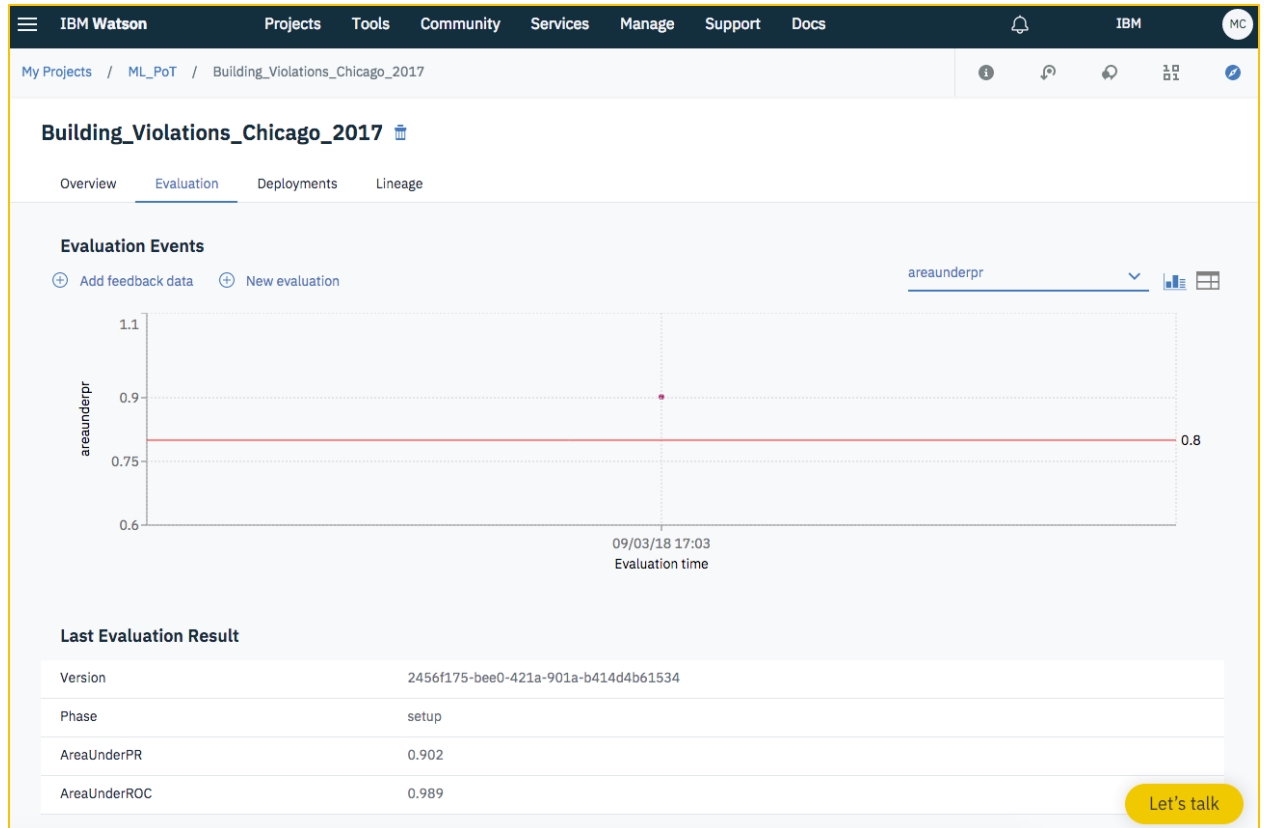 IBM Watson Projects Tools Community Services Manage Support Docs IBM MC
My Projects / ML_PoT / Building_Violations_Chicago_2017
Building_Violations_Chicago_2017
Overview Evaluation Deployments Lineage
Evaluation Events
Add feedback data New evaluation areaunderpr
1.1
0.9
areaunderpr
0.8
0.75
0.6
09/03/18 17:03
Evaluation time
Last Evaluation Result
Version 2456f175-bee0-421a-901a-b414d4b61534
Phase setup
AreaUnderPR 0.902
AreaUnderROC 0.989
Let's talk